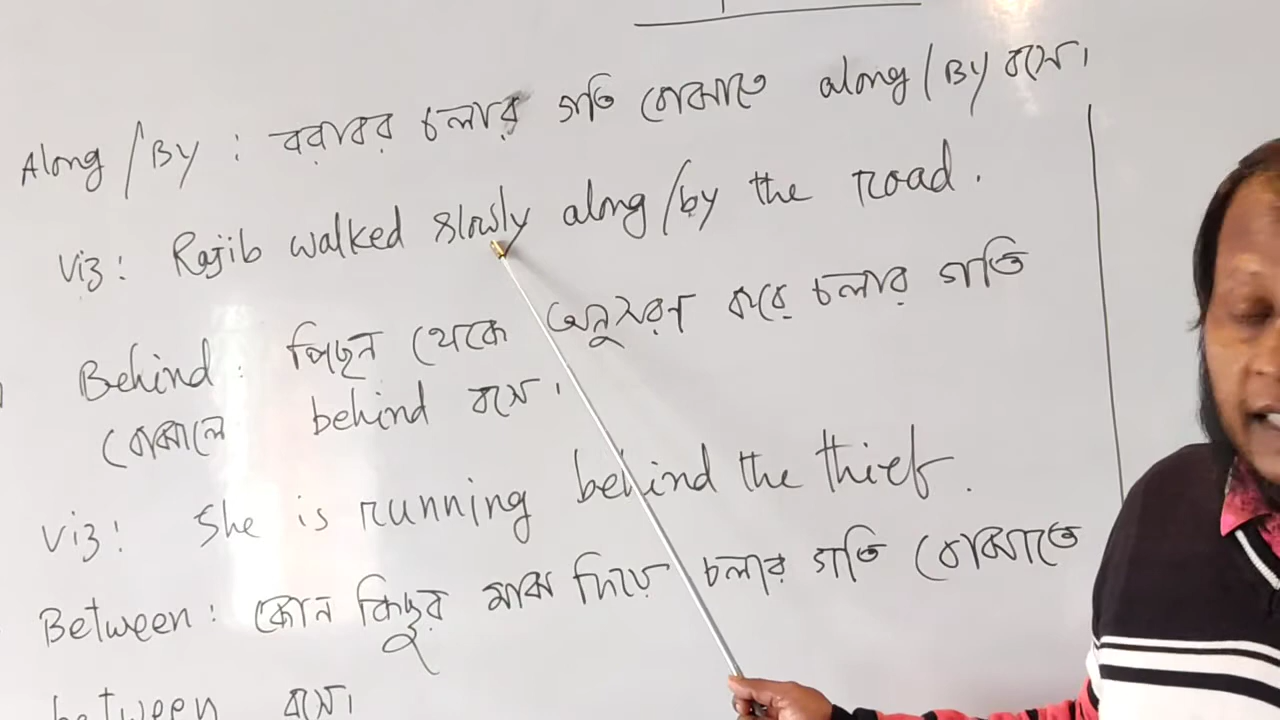 Along/By : বরাবর চলার গতি বোঝাতে along/By বসে।
Viz: Rajib walked slowly along/by the road.
Behind: পিছন থেকে অনুসরণ করে চলার গতি
বোঝালে behind বসে।
Viz: She is running behind the thief.
Between: কোন কিছুর মাঝ দিয়ে চলার গতি বোঝাতে
between বসে।